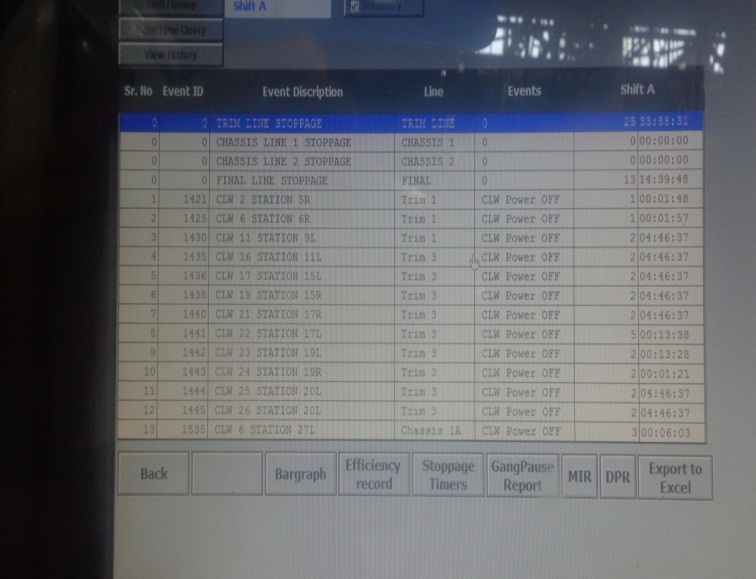 Shift A
Summary
Date/Time Query
View History
Sr. No Event ID Event Discription Line Events Shift A
0 0 TRIM LINE STOPPAGE TRIM LINE 0 25 33:55:31
0 0 CHASSIS LINE 1 STOPPAGE CHASSIS 1 0 0 00:00:00
0 0 CHASSIS LINE 2 STOPPAGE CHASSIS 2 0 0 00:00:00
0 0 FINAL LINE STOPPAGE FINAL 0 13 14:39:48
1 1421 CLW 2 STATION 5R Trim 1 CLW Power OFF 1 00:01:48
2 1425 CLW 6 STATION 6R Trim 1 CLW Power OFF 1 00:01:57
3 1430 CLW 11 STATION 9L Trim 1 CLW Power OFF 2 04:46:37
4 1435 CLW 16 STATION 11L Trim 3 CLW Power OFF 2 04:46:37
5 1436 CLW 17 STATION 15L Trim 3 CLW Power OFF 2 04:46:37
6 1438 CLW 19 STATION 15R Trim 3 CLW Power OFF 2 04:46:37
7 1440 CLW 21 STATION 17R Trim 3 CLW Power OFF 2 04:46:37
8 1441 CLW 22 STATION 17L Trim 3 CLW Power OFF 5 00:13:38
9 1442 CLW 23 STATION 19L Trim 3 CLW Power OFF 2 00:13:28
10 1443 CLW 24 STATION 19R Trim 3 CLW Power OFF 2 00:01:21
11 1444 CLW 25 STATION 20L Trim 3 CLW Power OFF 2 04:46:37
12 1445 CLW 26 STATION 20L Trim 3 CLW Power OFF 2 04:46:37
13 1535 CLW 6 STATION 27L Chassis 1A CLW Power OFF 3 00:06:03
Back
Bargraph
Efficiency
record
Stoppage
Timers
GangPause
Report
MIR
DPR
Export to
Excel